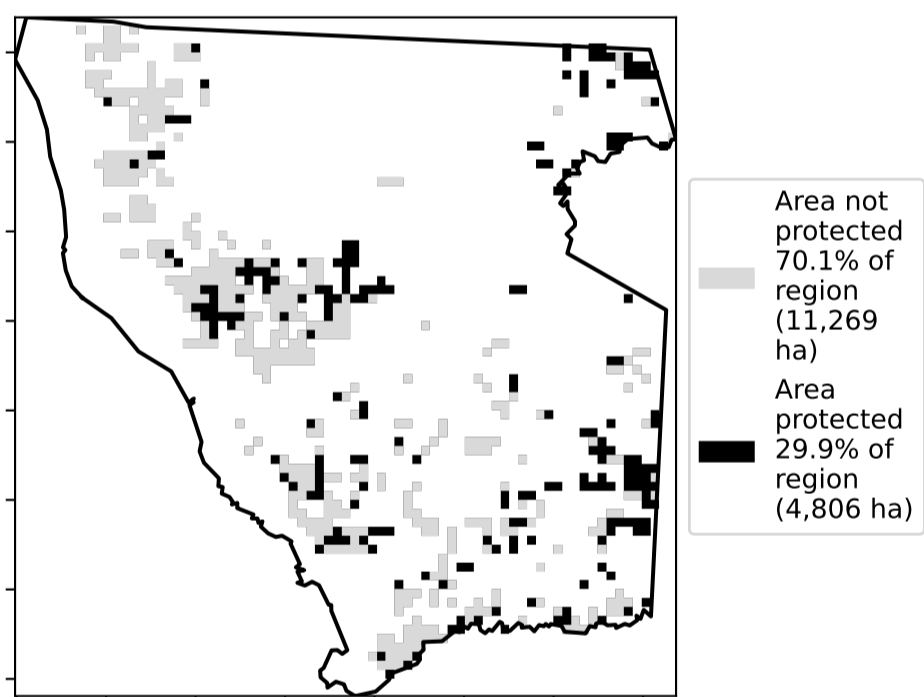 Area not
protected
70.1% of
region
(11,269
ha)
Area
protected
29.9% of
region
(4,806 ha)